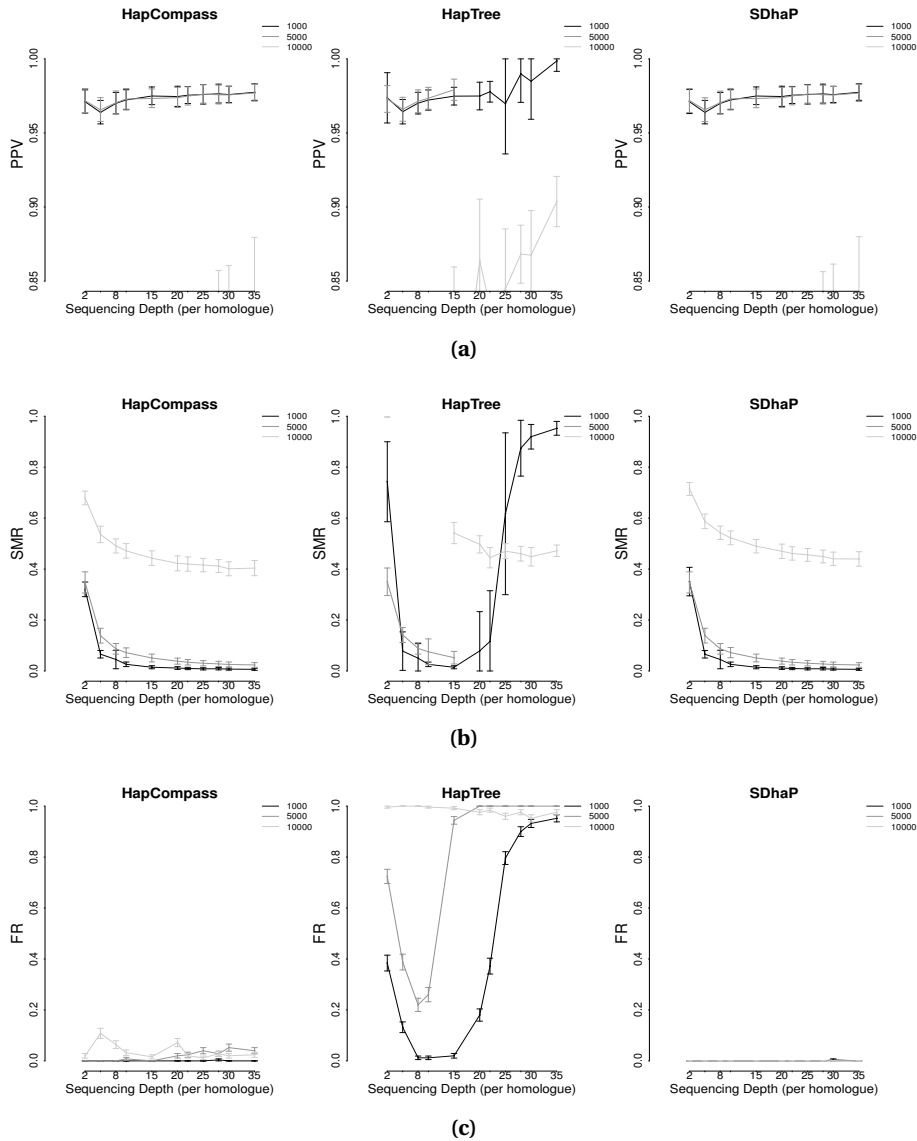 HapCompass
HapTree
SDhaP
1000
5000
10000
1000
5000
10000
1000
5000
10000
PPV
0.85 0.90 0.95 1.00
2 8 15 20 25 30 35
Sequencing Depth (per homologue)
PPV
0.85 0.90 0.95 1.00
2 8 15 20 25 30 35
Sequencing Depth (per homologue)
PPV
0.85 0.90 0.95 1.00
2 8 15 20 25 30 35
Sequencing Depth (per homologue)
(a)
HapCompass
HapTree
SDhaP
1000
5000
10000
1000
5000
10000
1000
5000
10000
SMR
0.0 0.2 0.4 0.6 0.8 1.0
2 8 15 20 25 30 35
Sequencing Depth (per homologue)
SMR
0.0 0.2 0.4 0.6 0.8 1.0
2 8 15 20 25 30 35
Sequencing Depth (per homologue)
SMR
0.0 0.2 0.4 0.6 0.8 1.0
2 8 15 20 25 30 35
Sequencing Depth (per homologue)
(b)
HapCompass
HapTree
SDhaP
1000
5000
10000
1000
5000
10000
1000
5000
10000
FR
0.0 0.2 0.4 0.6 0.8 1.0
2 8 15 20 25 30 35
Sequencing Depth (per homologue)
FR
0.0 0.2 0.4 0.6 0.8 1.0
2 8 15 20 25 30 35
Sequencing Depth (per homologue)
FR
0.0 0.2 0.4 0.6 0.8 1.0
2 8 15 20 25 30 35
Sequencing Depth (per homologue)
(c)